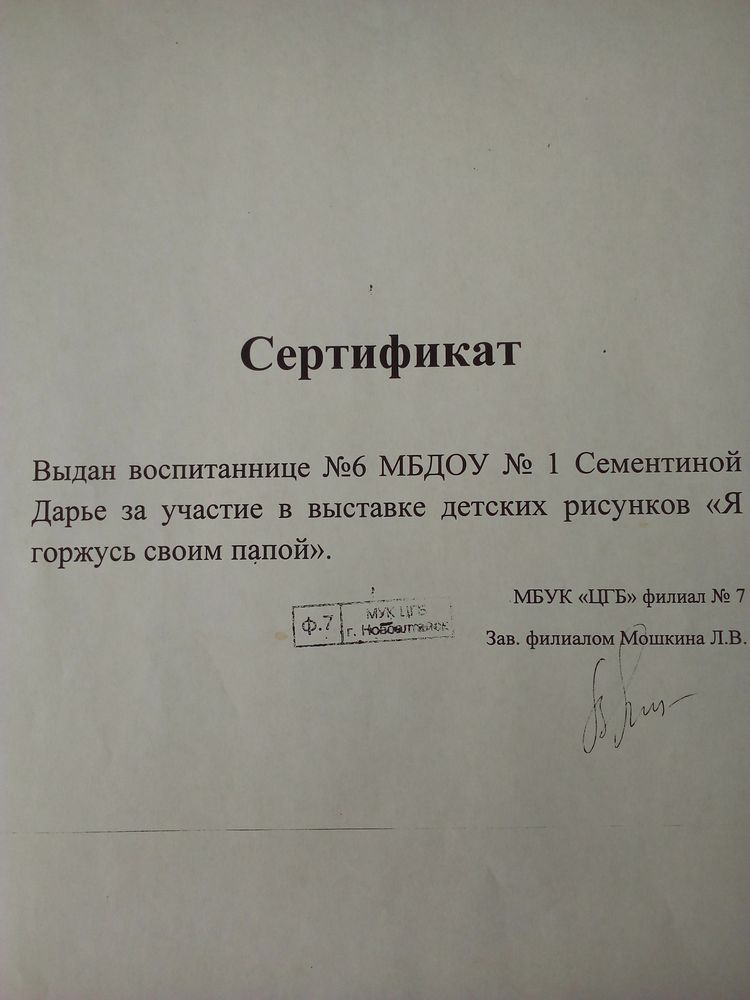 Сертификат
Выдан воспитаннице №6 МБДОУ № 1 Сементиной
Дарье за участие в выставке детских рисунков «Я
горжусь своим папой».
МБУК «ЦГБ» филиал № 7
Ф.7 МУК ЦГБ
г. Новоалтайск
Зав. филиалом Мошкина Л.В.